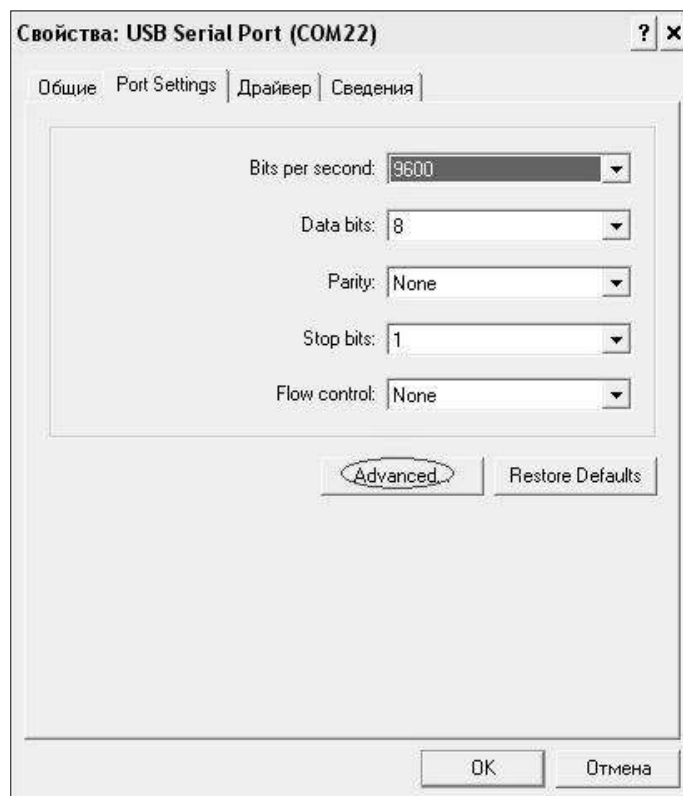 Свойства: USB Serial Port (COM22)
? ×
Общие Port Settings Драйвер Сведения
Bits per second: 9600
Data bits: 8
Parity: None
Stop bits: 1
Flow control: None
Advanced... Restore Defaults
OK Отмена